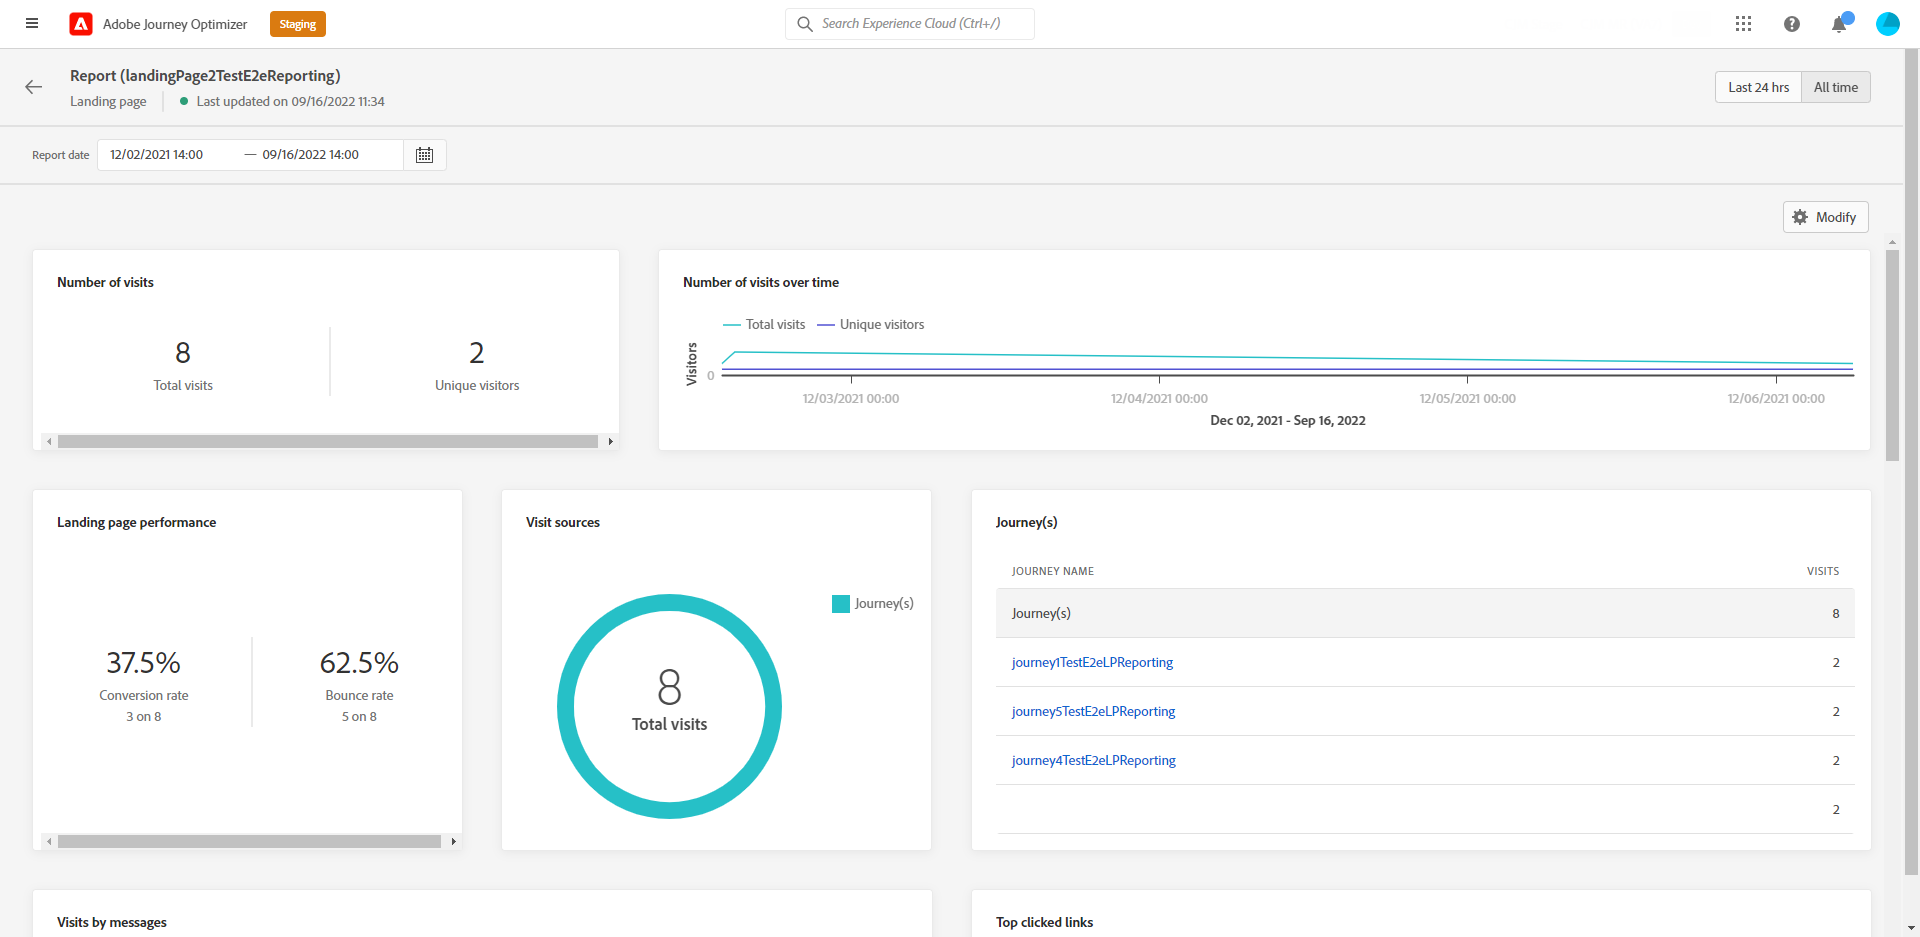 Adobe Journey Optimizer
Staging
Search Experience Cloud (Ctrl+/)
Report (landingPage2TestE2eReporting)
Landing page
Last updated on 09/16/2022 11:34
Last 24 hrs
All time
Report date
12/02/2021 14:00
— 09/16/2022 14:00
Modify
Number of visits
8
Total visits
2
Unique visitors
Number of visits over time
Total visits
Unique visitors
Visitors
0
12/03/2021 00:00
12/04/2021 00:00
12/05/2021 00:00
12/06/2021 00:00
Dec 02, 2021 - Sep 16, 2022
Landing page performance
37.5%
Conversion rate
3 on 8
62.5%
Bounce rate
5 on 8
Visit sources
Journey(s)
8
Total visits
Journey(s)
JOURNEY NAME
VISITS
Journey(s)
8
journey1TestE2eLPReporting
2
journey5TestE2eLPReporting
2
journey4TestE2eLPReporting
2
2
Visits by messages
Top clicked links